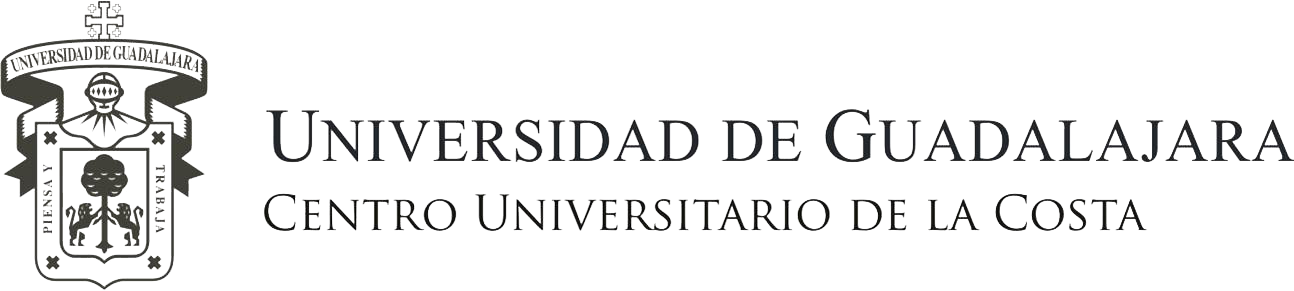 UNIVERSIDAD DE GUADALAJARA
PIENSA Y
TRABAJA
UNIVERSIDAD DE GUADALAJARA
CENTRO UNIVERSITARIO DE LA COSTA